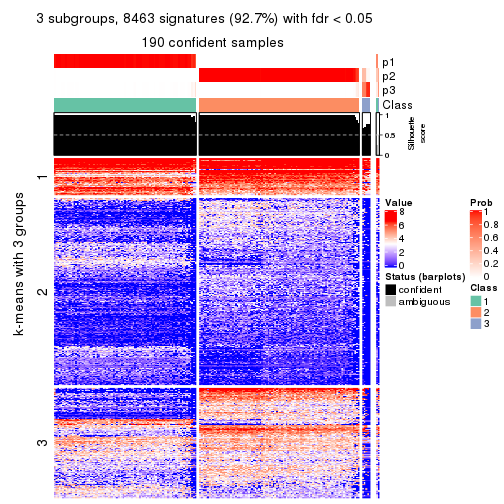 3 subgroups, 8463 signatures (92.7%) with fdr < 0.05
190 confident samples
p1
p2
p3
Class
1
0.5
0
Silhouette
score
k-means with 3 groups
1
2
3
Value
8
6
4
2
0
Prob
1
0.8
0.6
0.4
0.2
0
Status (barplots)
confident
ambiguous
Class
1
2
3